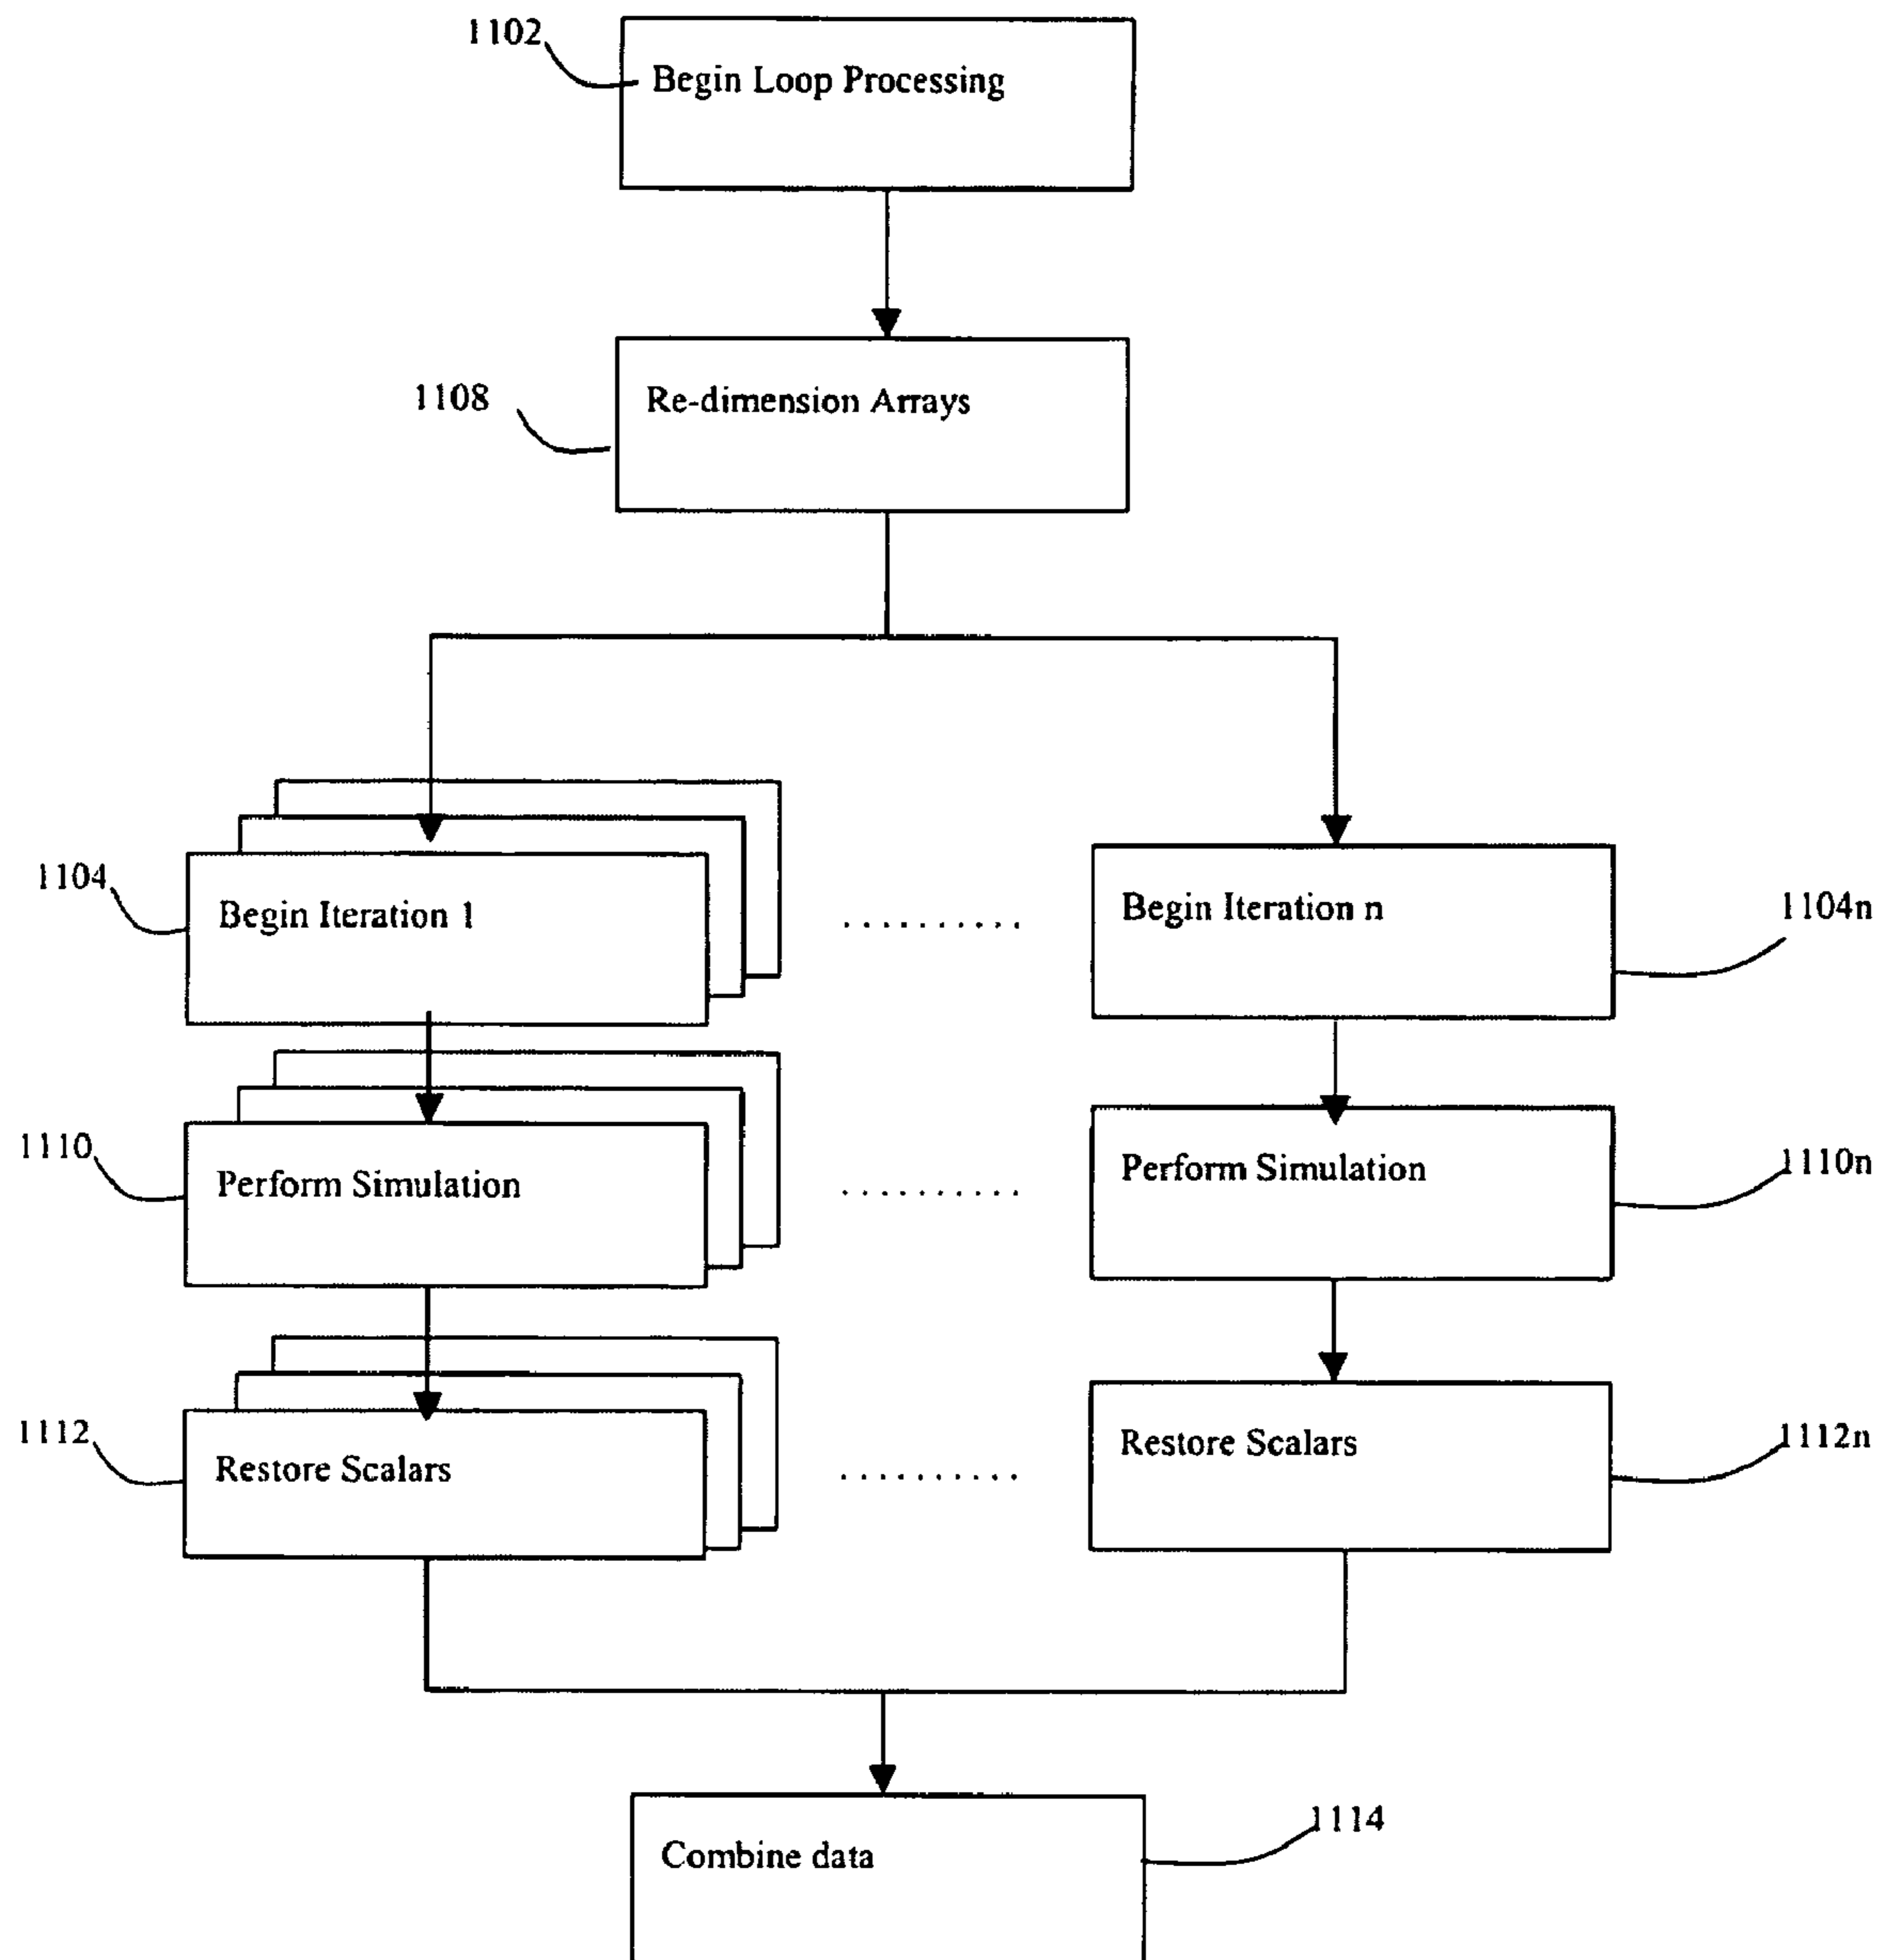 1102
Begin Loop Processing
1108
Re-dimension Arrays
1104
Begin Iteration 1
..........
Begin Iteration n
1104n
1110
Perform Simulation
..........
Perform Simulation
1110n
1112
Restore Scalars
..........
Restore Scalars
1112n
Combine data
1114